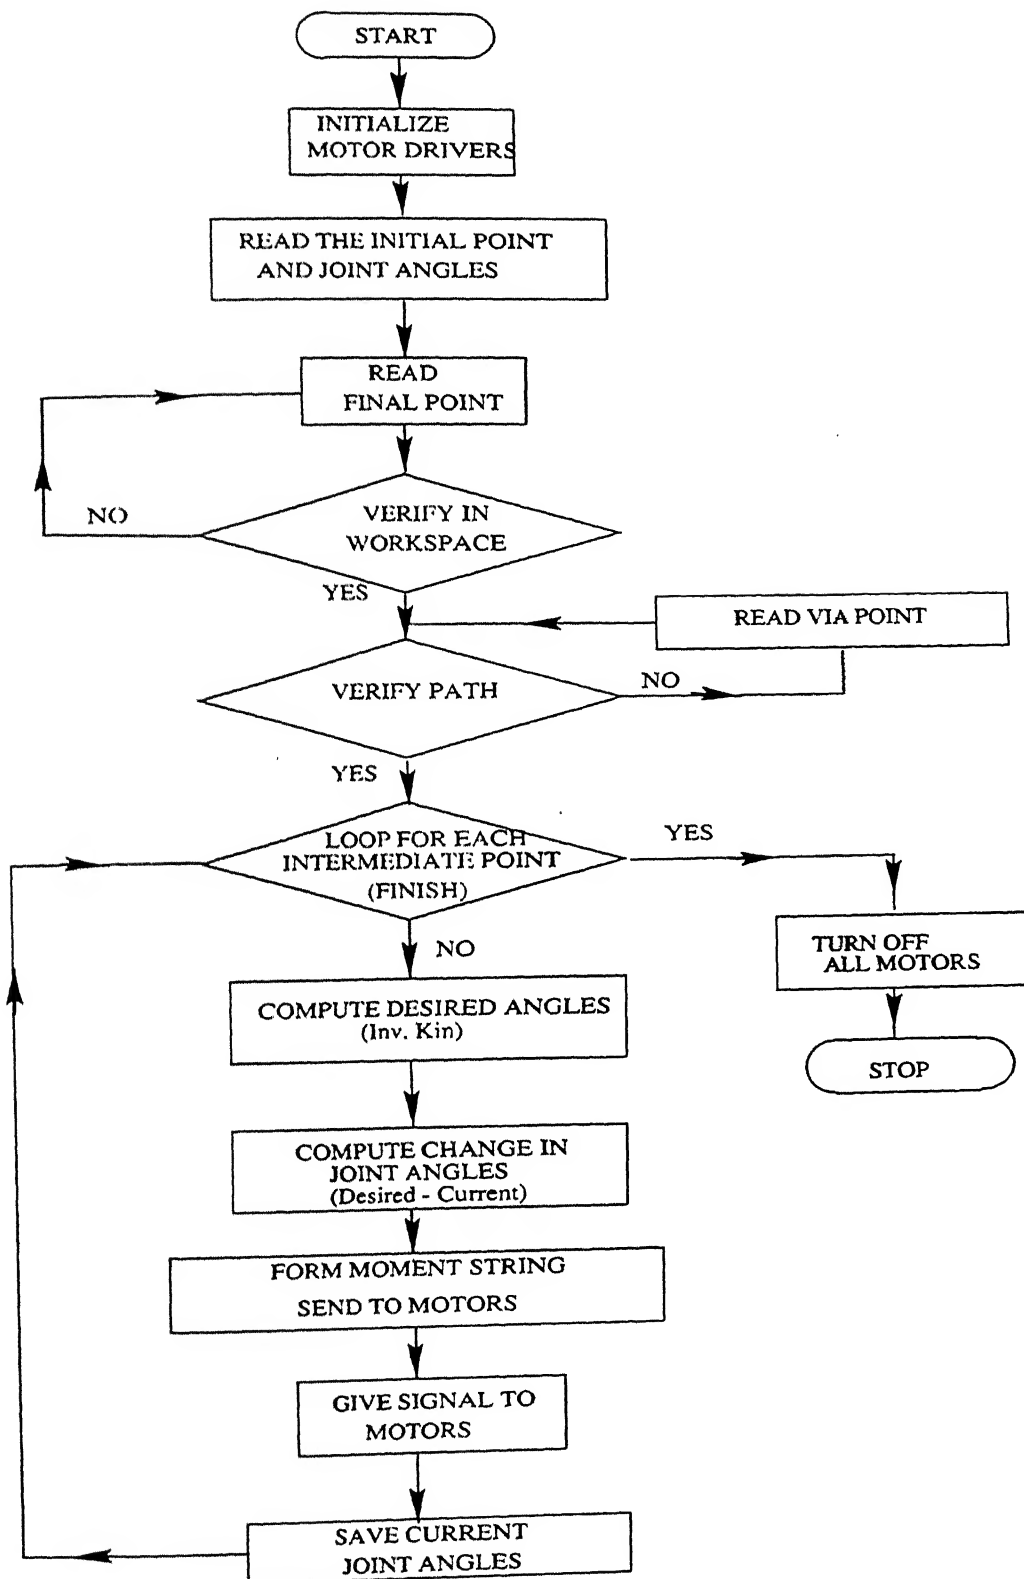 START
INITIALIZE
MOTOR DRIVERS
READ THE INITIAL POINT
AND JOINT ANGLES
READ
FINAL POINT
NO
VERIFY IN
WORKSPACE
YES
READ VIA POINT
VERIFY PATH
NO
YES
LOOP FOR EACH
INTERMEDIATE POINT
(FINISH)
YES
NO
TURN OFF
ALL MOTORS
COMPUTE DESIRED ANGLES
(Inv. Kin)
STOP
COMPUTE CHANGE IN
JOINT ANGLES
(Desired - Current)
FORM MOMENT STRING
SEND TO MOTORS
GIVE SIGNAL TO
MOTORS
SAVE CURRENT
JOINT ANGLES